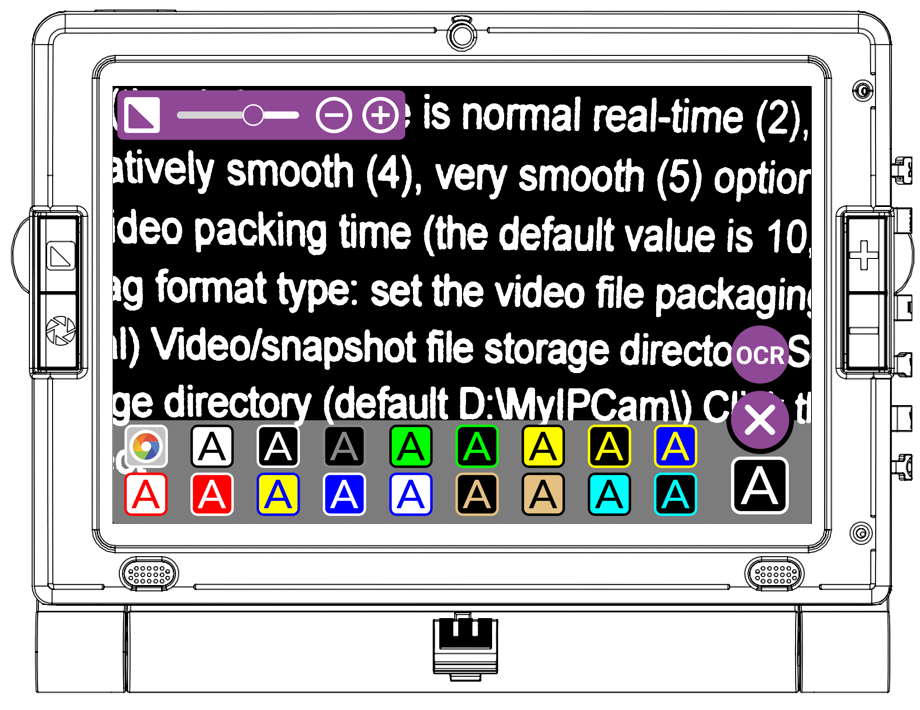 e is normal real-time (2),
atively smooth (4), very smooth (5) option
ideo packing time (the default value is 10,
ag format type: set the video file packaging
al) Video/snapshot file storage directo S
OCR
ge directory (default D:\MyIPCam\) Click th
A A A A A A A A
A A A A A A A A A
A